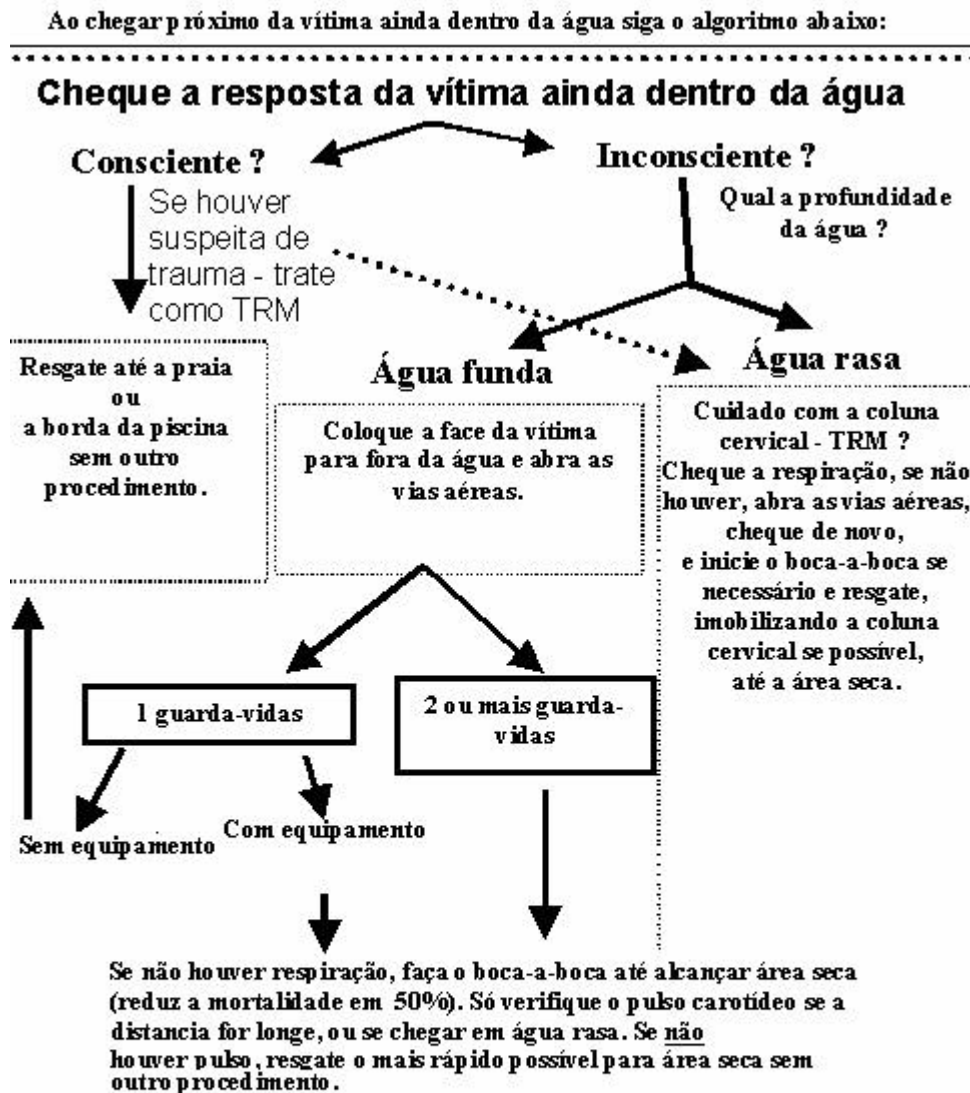 Ao chegar próximo da vítima ainda dentro da água siga o algoritmo abaixo:
Cheque a resposta da vítima ainda dentro da água
Consciente ?
Inconsciente ?
Se houver
suspeita de
trauma - trate
como TRM
Qual a profundidade
da água ?
Resgate até a praia
ou
a borda da piscina
sem outro
procedimento.
Água funda
Coloque a face da vítima
para fora da água e abra as
vias aéreas.
Água rasa
Cuidado com a coluna
cervical - TRM ?
Cheque a respiração, se não
houver, abra as vias aéreas,
cheque de novo,
e inicie o boca-a-boca se
necessário e resgate,
imobilizando a coluna
cervical se possível,
até a área seca.
1 guarda-vidas
2 ou mais guarda-
vidas
Sem equipamento
Com equipamento
Se não houver respiração, faça o boca-a-boca até alcançar área seca
(reduz a mortalidade em 50%). Só verifique o pulso carotídeo se a
distancia for longe, ou se chegar em água rasa. Se não
houver pulso, resgate o mais rápido possível para área seca sem
outro procedimento.